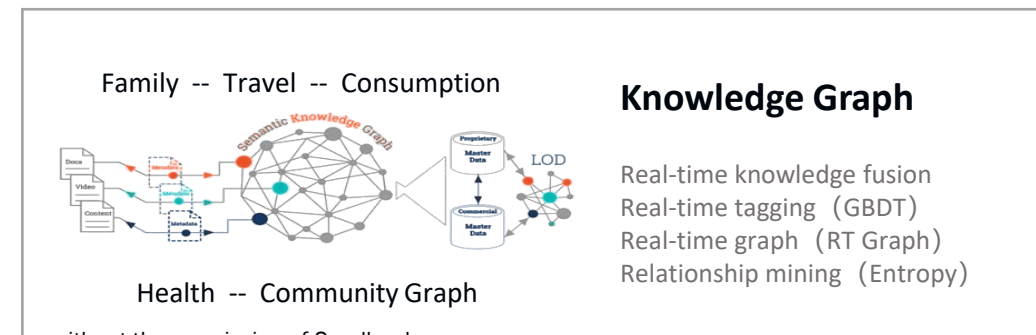 Family -- Travel -- Consumption
Semantic Knowledge Graph
Docs
Video
Content
Metadata
Metadata
Metadata
Proprietary
Master
Data
Commercial
Master
Data
LOD
Health -- Community Graph
Knowledge Graph
Real-time knowledge fusion
Real-time tagging（GBDT）
Real-time graph（RT Graph）
Relationship mining（Entropy）